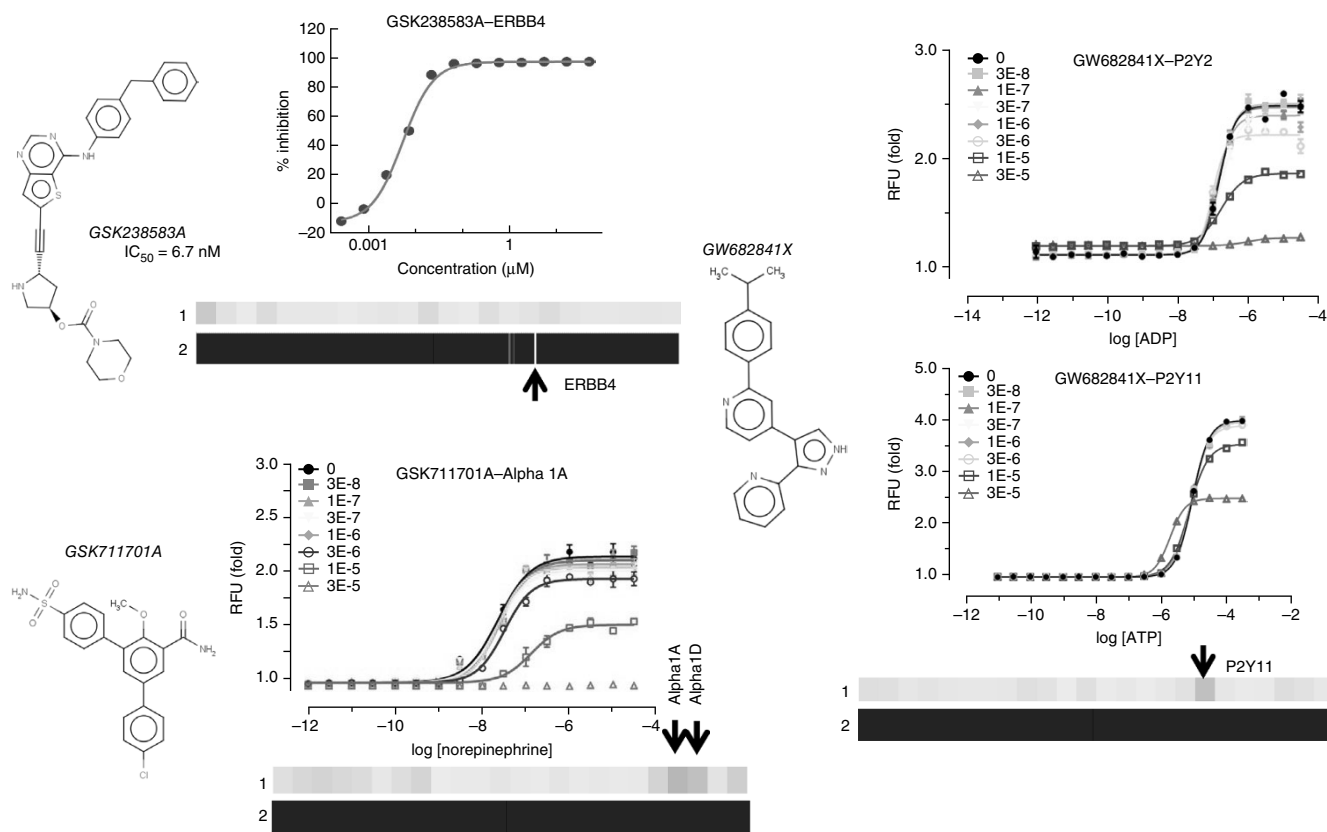 GSK238583A–ERBB4
120
100
80
60
40
20
0
−20
% inhibition
0.001
1
Concentration (μM)
N
N
NH
S
HN
O
O
N
O
GSK238583A
IC50 = 6.7 nM
1
2
ERBB4
GW682841X
H3C
CH3
N
NH
N
N
GW682841X–P2Y2
3.0
2.0
1.0
RFU (fold)
0
3E-8
1E-7
3E-7
1E-6
3E-6
1E-5
3E-5
−14
−12
−10
−8
−6
−4
log [ADP]
GW682841X–P2Y11
5.0
4.0
3.0
2.0
1.0
RFU (fold)
0
3E-8
1E-7
3E-7
1E-6
3E-6
1E-5
3E-5
−12
−10
−8
−6
−4
−2
log [ATP]
P2Y11
1
2
GSK711701A
H2N
S
O
O
H3C
O
O
NH2
Cl
GSK711701A–Alpha 1A
3.0
2.5
2.0
1.5
1.0
RFU (fold)
0
3E-8
1E-7
3E-7
1E-6
3E-6
1E-5
3E-5
−12
−10
−8
−6
−4
log [norepinephrine]
Alpha1A
Alpha1D
1
2